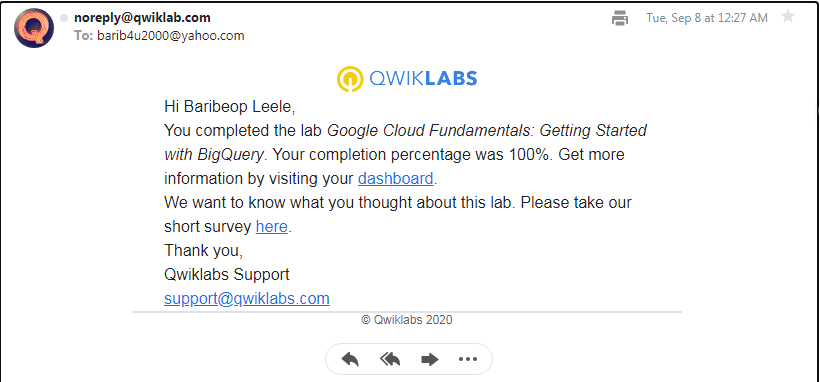 noreply@qwiklab.com
Tue, Sep 8 at 12:27 AM
To: barib4u2000@yahoo.com
QWIKLABS
Hi Baribeop Leele,
You completed the lab Google Cloud Fundamentals: Getting Started
with BigQuery. Your completion percentage was 100%. Get more
information by visiting your dashboard.
We want to know what you thought about this lab. Please take our
short survey here.
Thank you,
Qwiklabs Support
support@qwiklabs.com
© Qwiklabs 2020